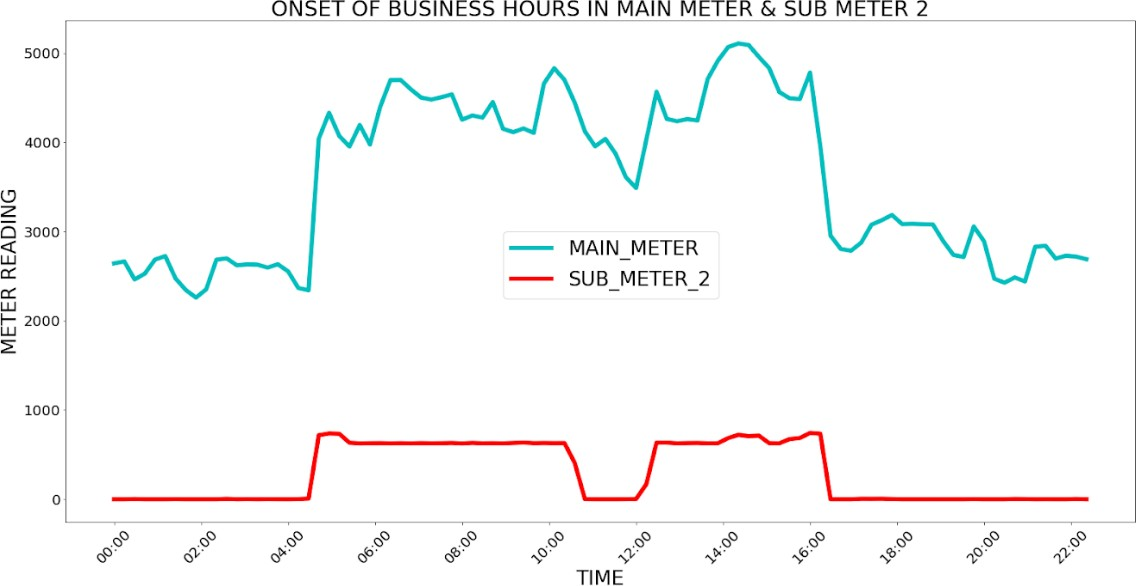 ONSET OF BUSINESS HOURS IN MAIN METER & SUB METER 2
METER READING
5000
4000
3000
2000
1000
0
MAIN_METER
SUB_METER_2
00:00 02:00 04:00 06:00 08:00 10:00 12:00 14:00 16:00 18:00 20:00 22:00
TIME